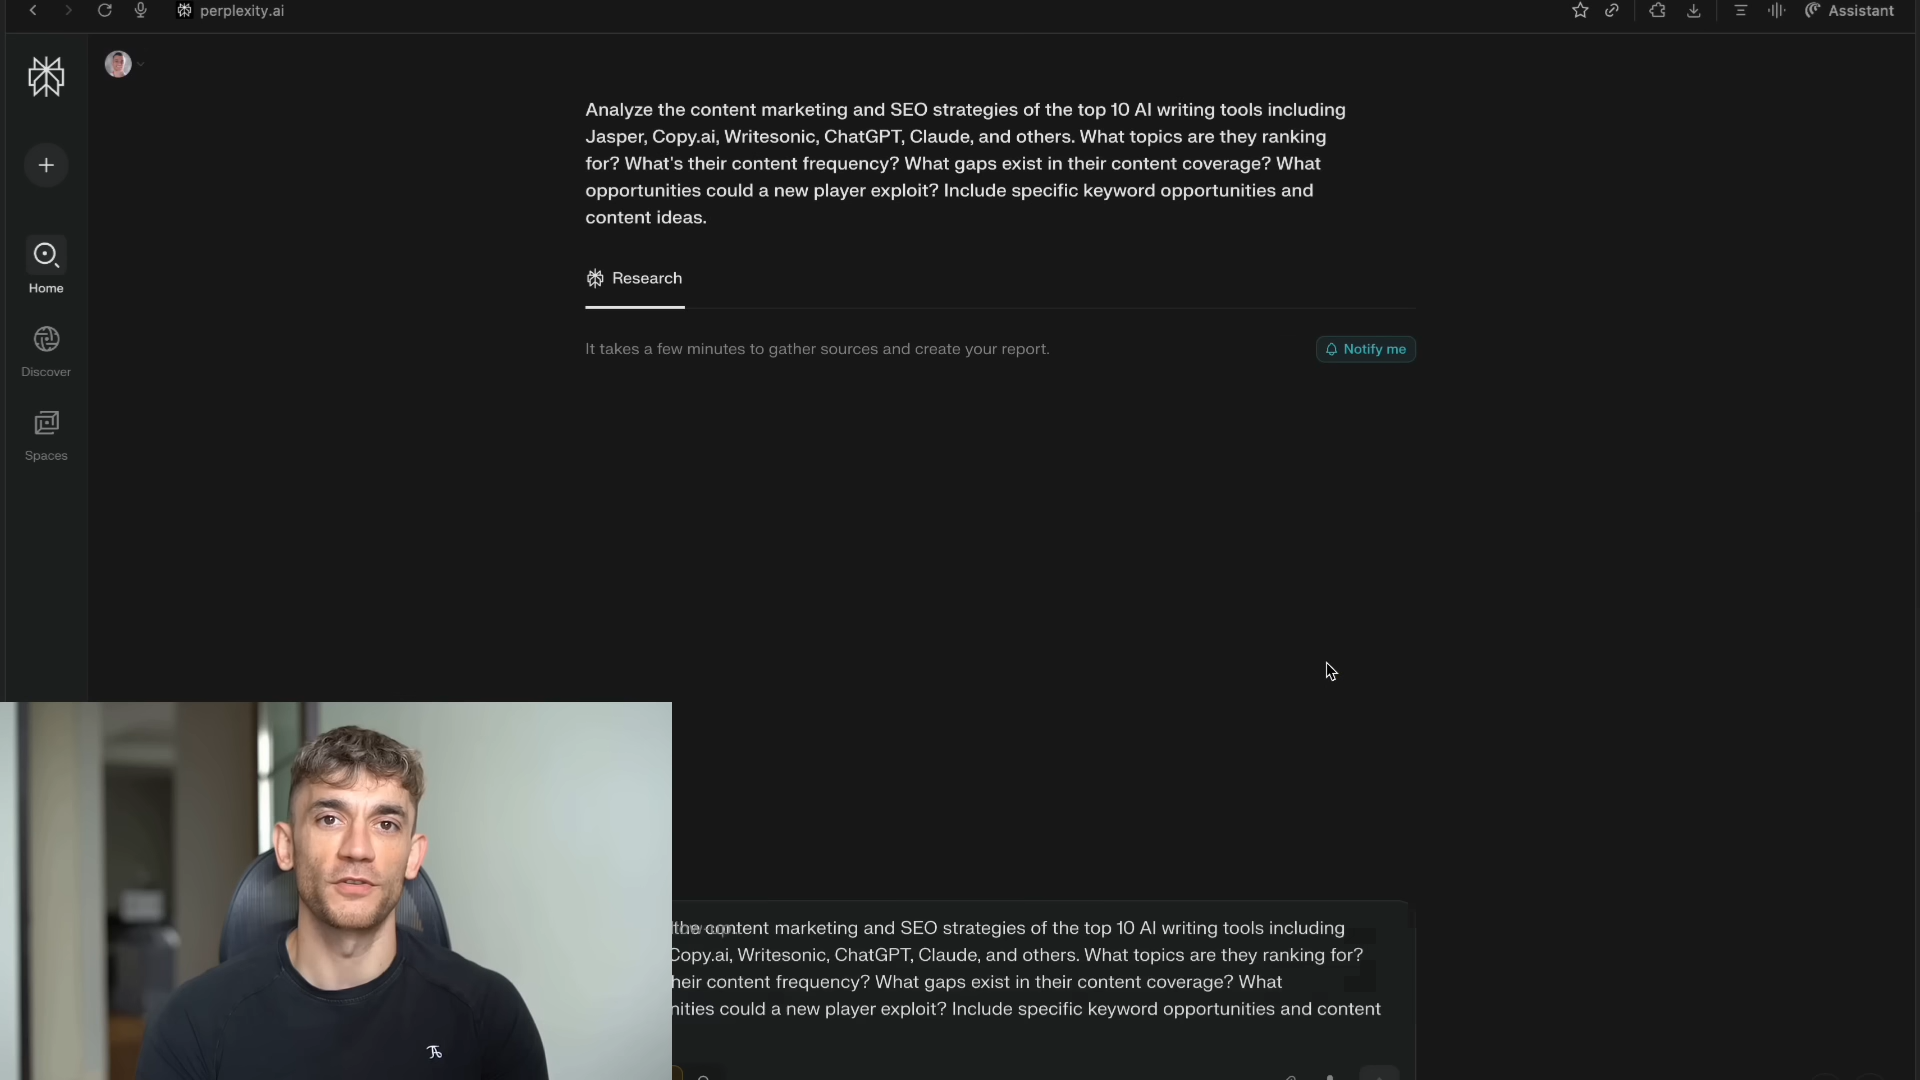 perplexity.ai
Assistant
Analyze the content marketing and SEO strategies of the top 10 AI writing tools including
Jasper, Copy.ai, Writesonic, ChatGPT, Claude, and others. What topics are they ranking
for? What's their content frequency? What gaps exist in their content coverage? What
opportunities could a new player exploit? Include specific keyword opportunities and
content ideas.
Research
It takes a few minutes to gather sources and create your report.
Notify me
Home
Discover
Spaces
the content marketing and SEO strategies of the top 10 AI writing tools including
Copy.ai, Writesonic, ChatGPT, Claude, and others. What topics are they ranking for?
heir content frequency? What gaps exist in their content coverage? What
nities could a new player exploit? Include specific keyword opportunities and content